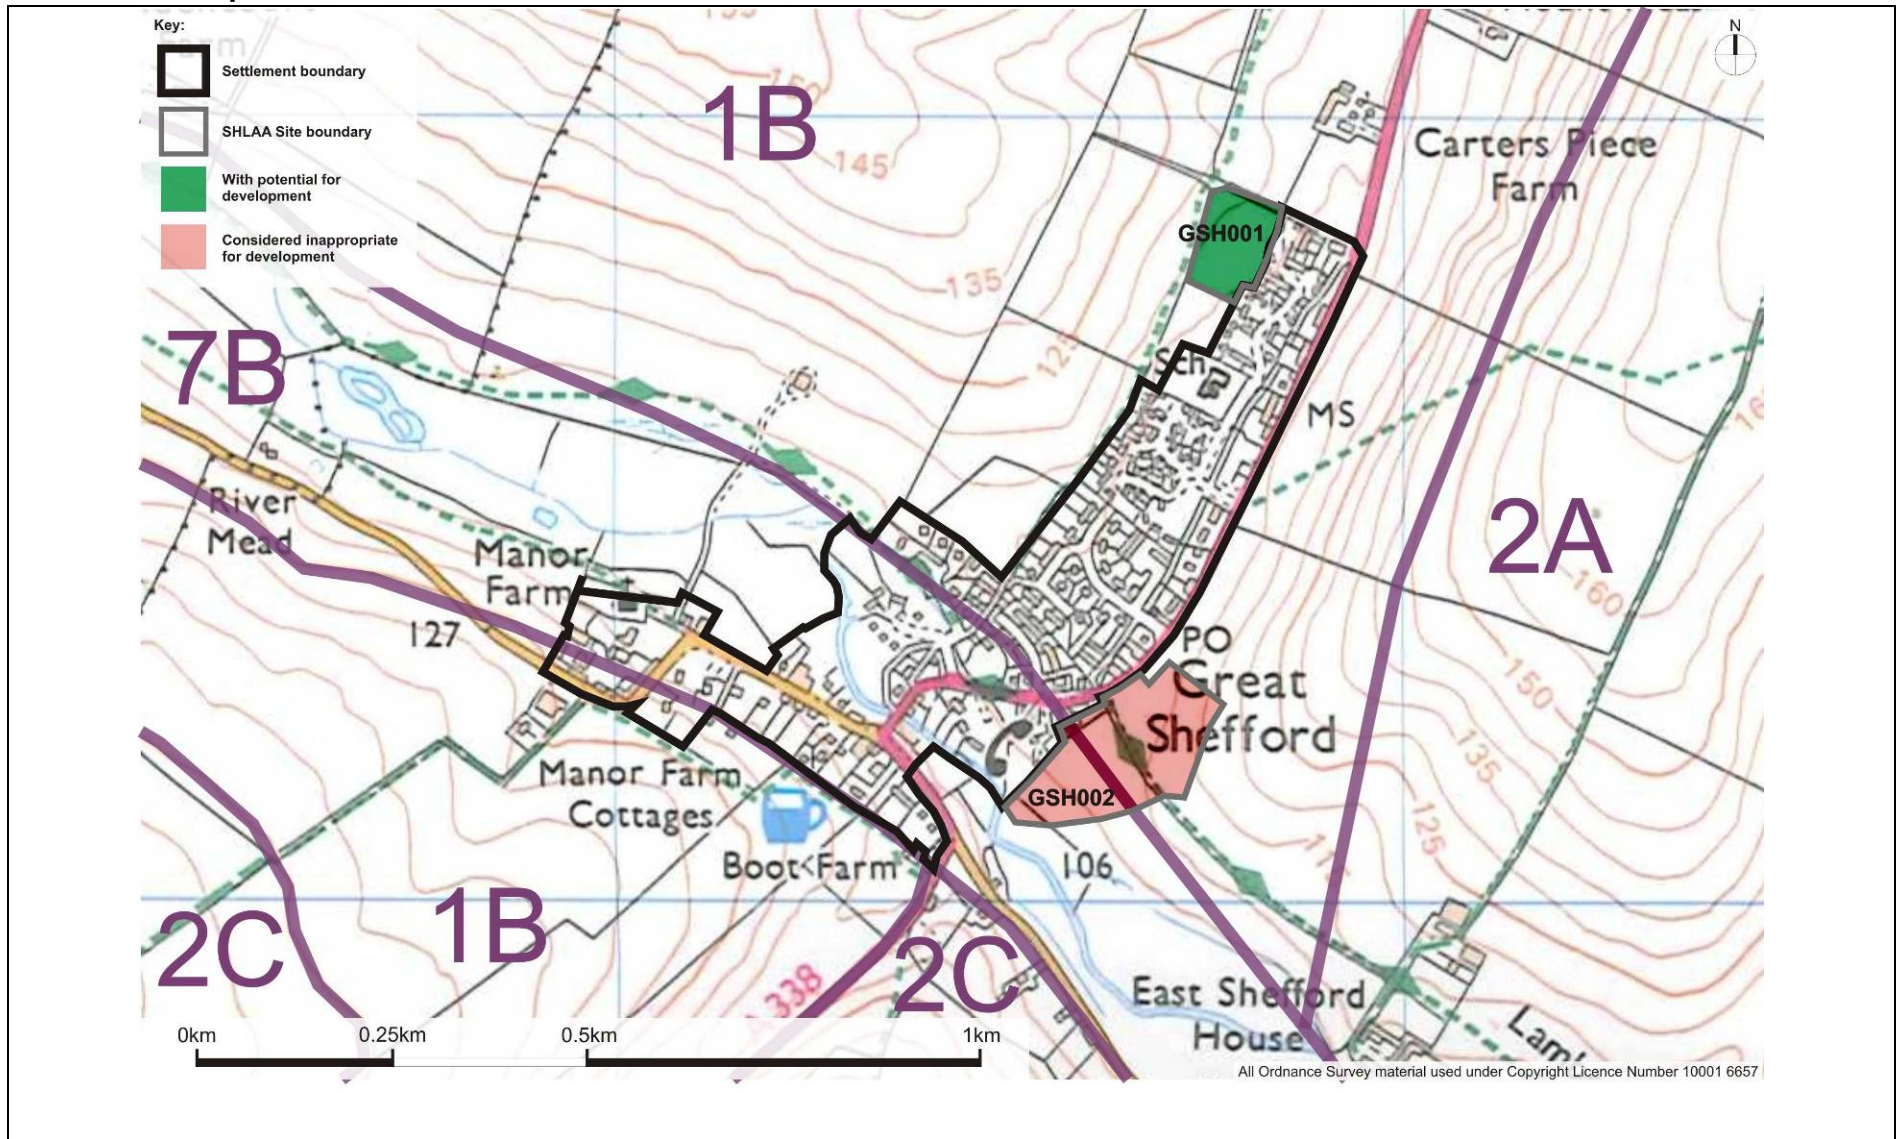 Key:
Settlement boundary
SHLAA Site boundary
With potential for
development
Considered inappropriate
for development
N
1B
145
135
125
Carters Piece
Farm
GSH001
7B
Sch
MS
River
Mead
Manor
Farm
127
2A
160
150
135
125
PO
Great
Shefford
GSH002
Manor Farm
Cottages
Boot Farm
106
1B
2C
2C
A 338
East Shefford
House
0km
0.25km
0.5km
1km
All Ordnance Survey material used under Copyright Licence Number 10001 6657